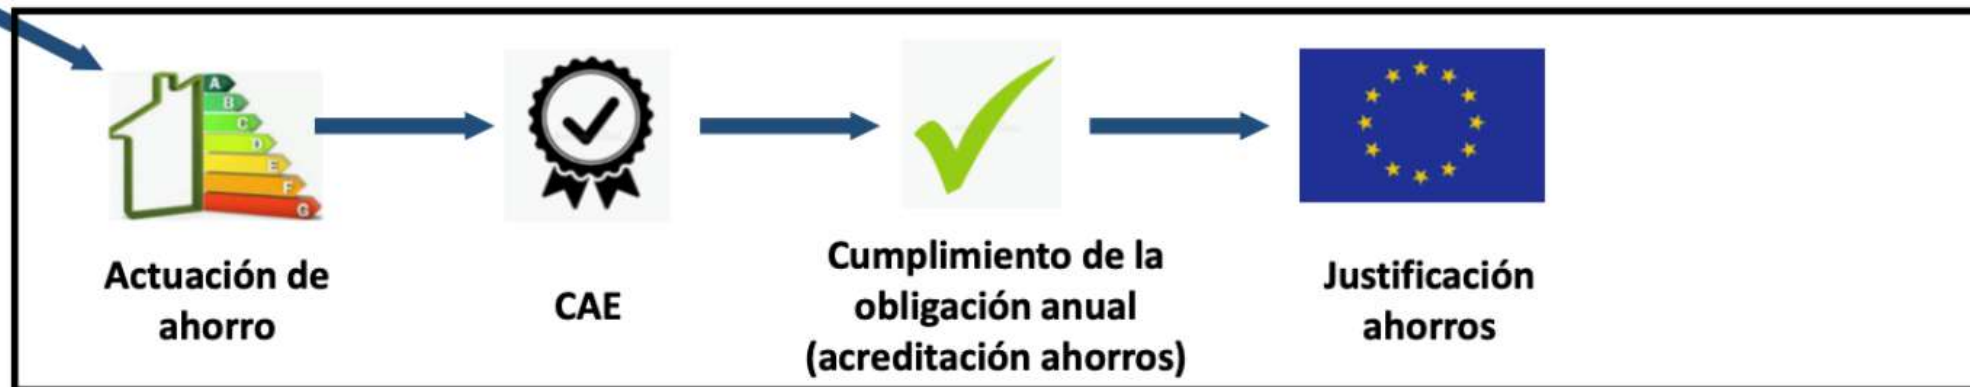 A
B
C
D
E
F
G
Actuación de
ahorro
CAE
Cumplimiento de la
obligación anual
(acreditación ahorros)
Justificación
ahorros